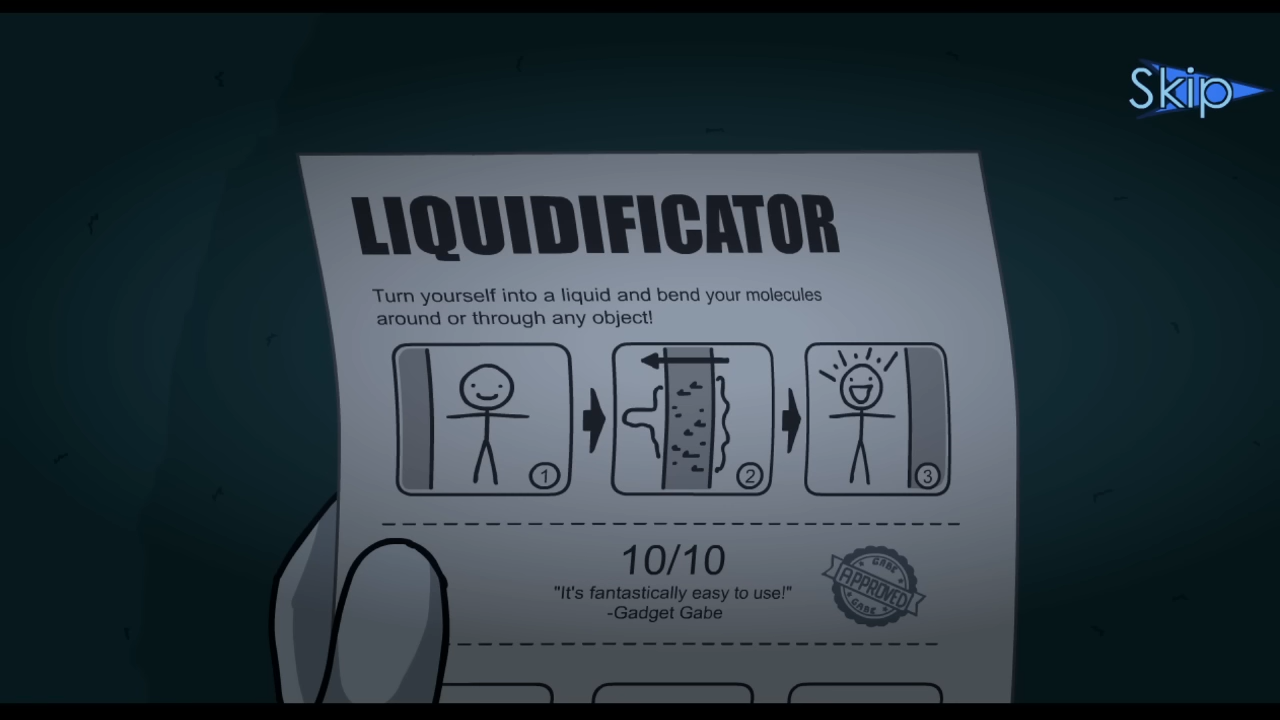 Skip
LIQUIDIFICATOR
Turn yourself into a liquid and bend your molecules
around or through any object!
1
2
3
10/10
"It's fantastically easy to use!"
-Gadget Gabe
GABE
APPROVED
GABE